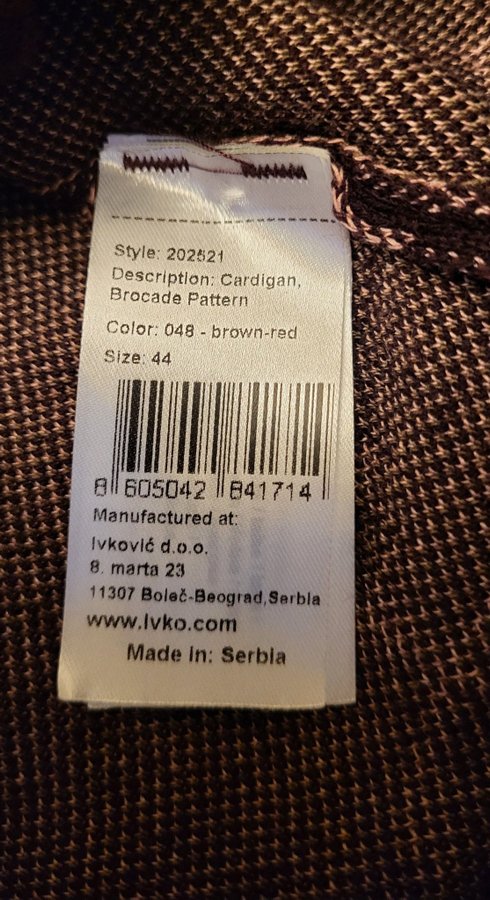 Style: 202521
Description: Cardigan,
Brocade Pattern
Color: 048 - brown-red
Size: 44
8 605042 841714
Manufactured at:
Ivković d.o.o.
8. marta 23
11307 Boleč-Beograd,Serbia
www.Ivko.com
Made in: Serbia